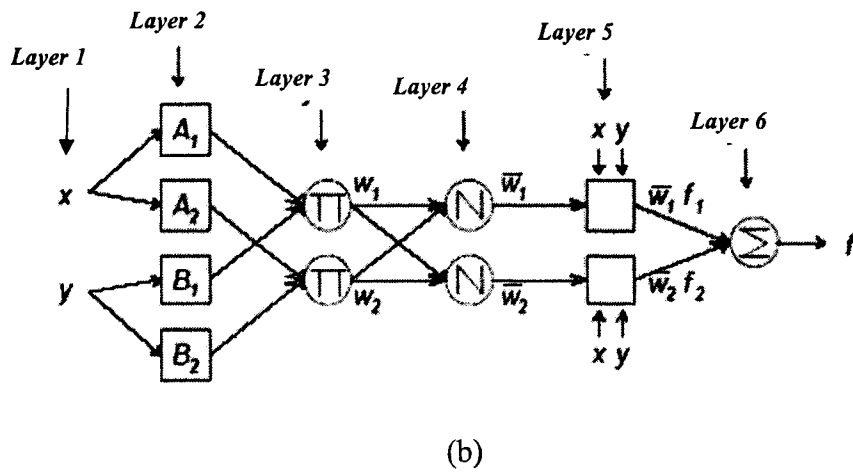 Layer 1
Layer 2
Layer 3
Layer 4
Layer 5
Layer 6
x
y
A₁
A₂
B₁
B₂
Π
Π
w₁
w₂
N
N
w̅₁
w̅₂
x y
x y
w̅₁ f₁
w̅₂ f₂
Σ
f
(b)